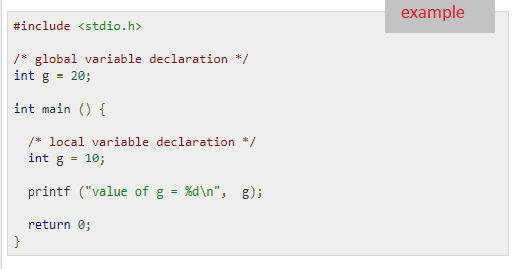 example
#include <stdio.h>
/* global variable declaration */
int g = 20;
int main () {
/* local variable declaration */
int g = 10;
printf ("value of g = %d\n",  g);
return 0;
}